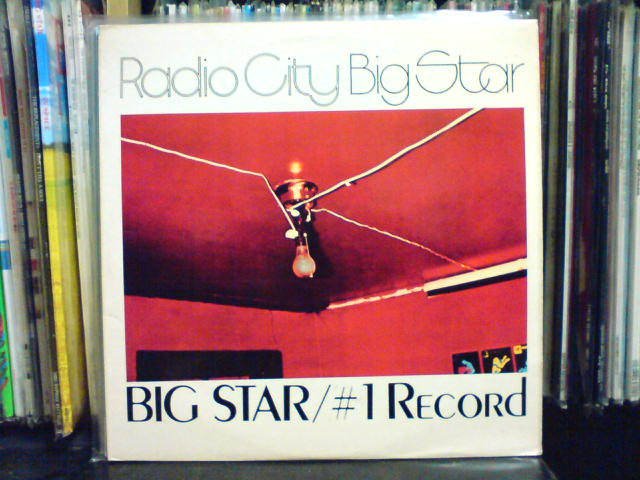 Radio City Big Star
BIG STAR/#1 RECORD